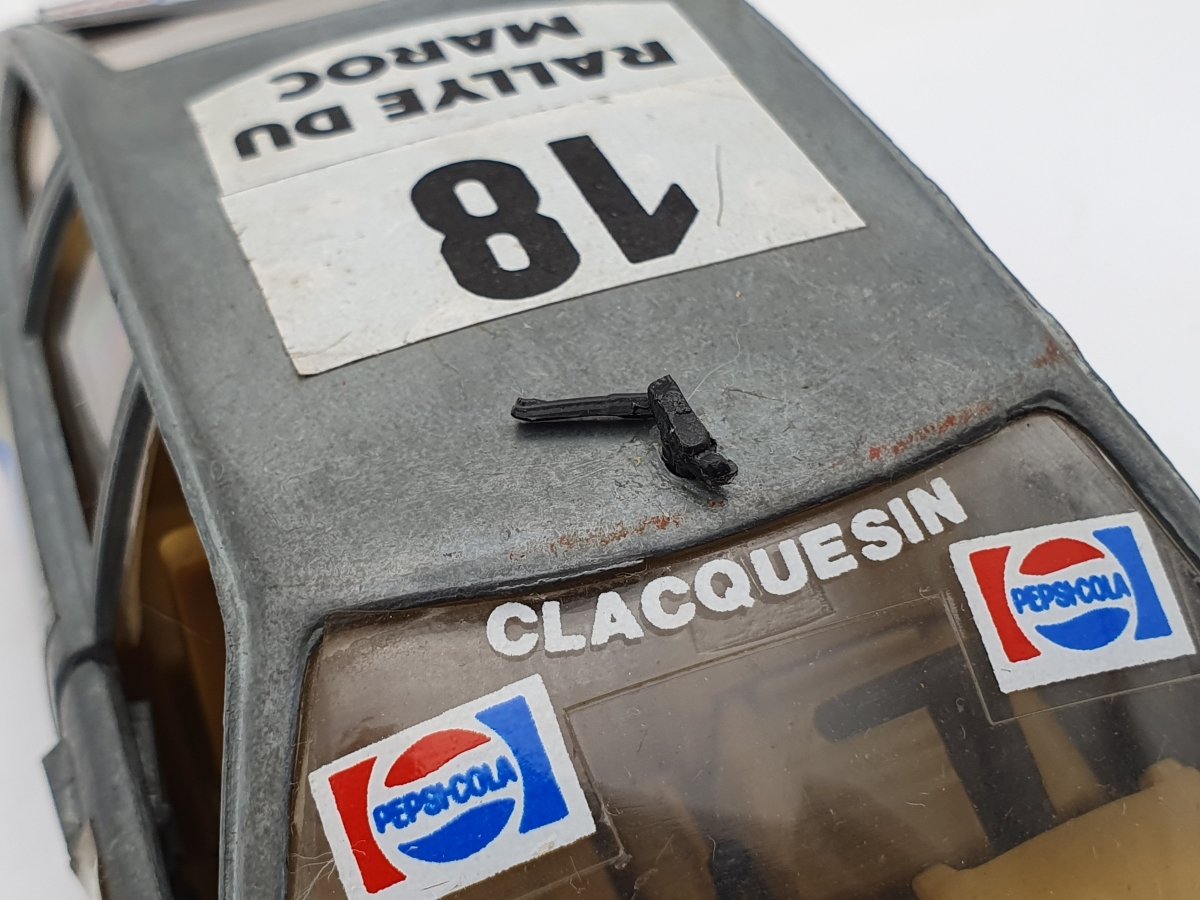 RALLYE DU
MAROC
18
CLACQUESIN
PEPSI-COLA
PEPSI-COLA